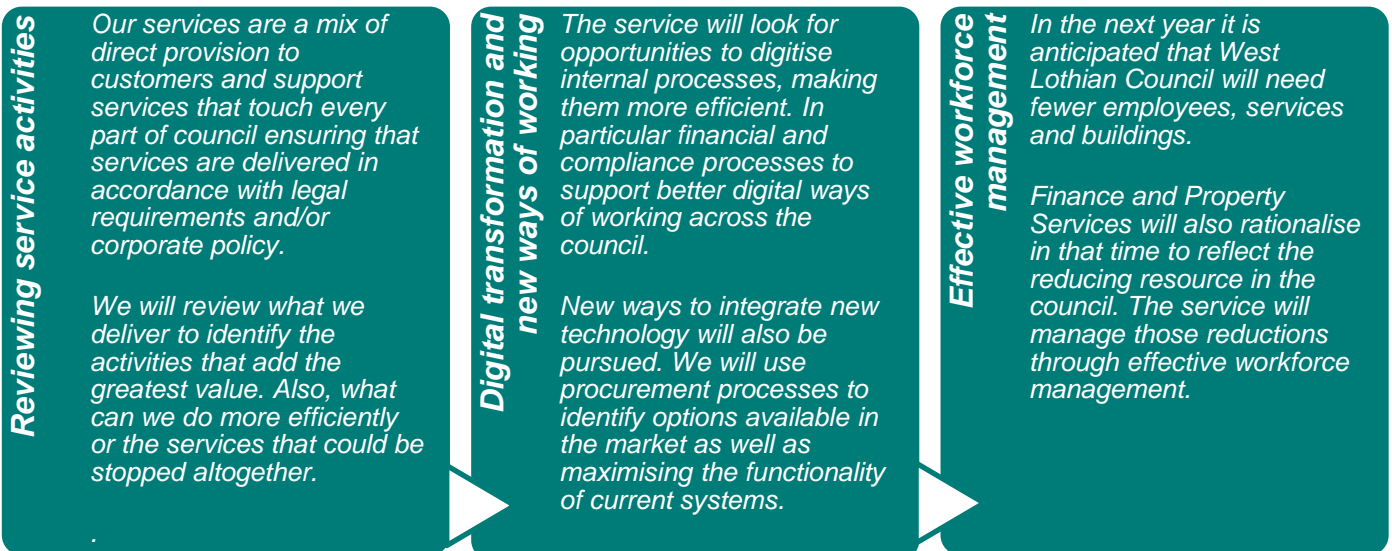 Reviewing service activities
Our services are a mix of
direct provision to
customers and support
services that touch every
part of council ensuring that
services are delivered in
accordance with legal
requirements and/or
corporate policy.
We will review what we
deliver to identify the
activities that add the
greatest value. Also, what
can we do more efficiently
or the services that could be
stopped altogether.
.
Digital transformation and
new ways of working
The service will look for
opportunities to digitise
internal processes, making
them more efficient. In
particular financial and
compliance processes to
support better digital ways
of working across the
council.
New ways to integrate new
technology will also be
pursued. We will use
procurement processes to
identify options available in
the market as well as
maximising the functionality
of current systems.
Effective workforce
management
In the next year it is
anticipated that West
Lothian Council will need
fewer employees, services
and buildings.
Finance and Property
Services will also rationalise
in that time to reflect the
reducing resource in the
council. The service will
manage those reductions
through effective workforce
management.